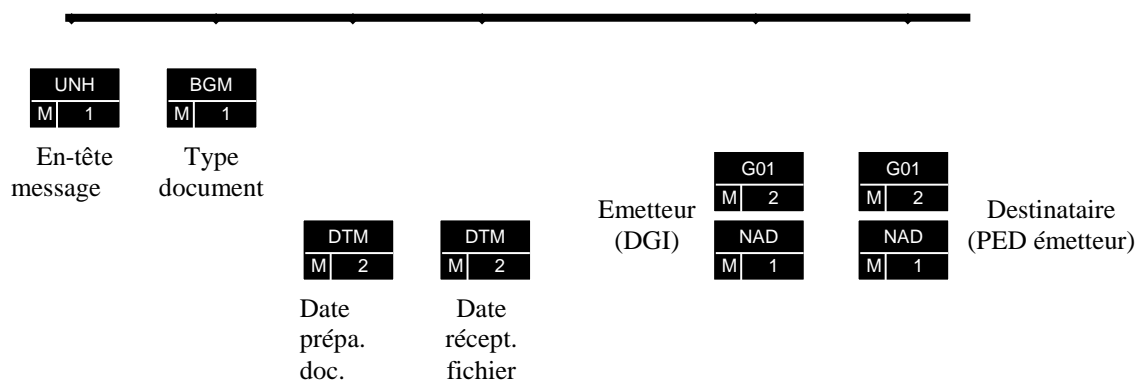 UNH
M 1
En-tête
message
BGM
M 1
Type
document
DTM
M 2
Date
prépa.
doc.
DTM
M 2
Date
récept.
fichier
Emetteur
(DGI)
G01
M 2
NAD
M 1
G01
M 2
NAD
M 1
Destinataire
(PED émetteur)